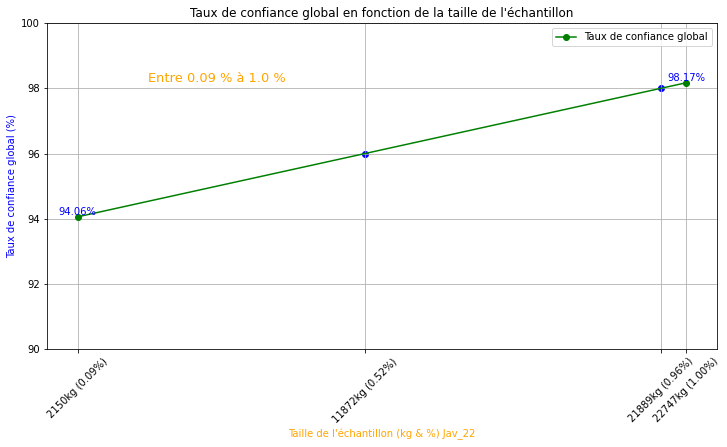 Taux de confiance global en fonction de la taille de l'échantillon
100
Taux de confiance global
Entre 0.09 % à 1.0 %
98.17%
98
96
94.06%
94
92
90
Taux de confiance global (%)
2150kg (0.09%)
11872kg (0.52%)
21889kg (0.96%)
22747kg (1.00%)
Taille de l'échantillon (kg & %) Jav_22